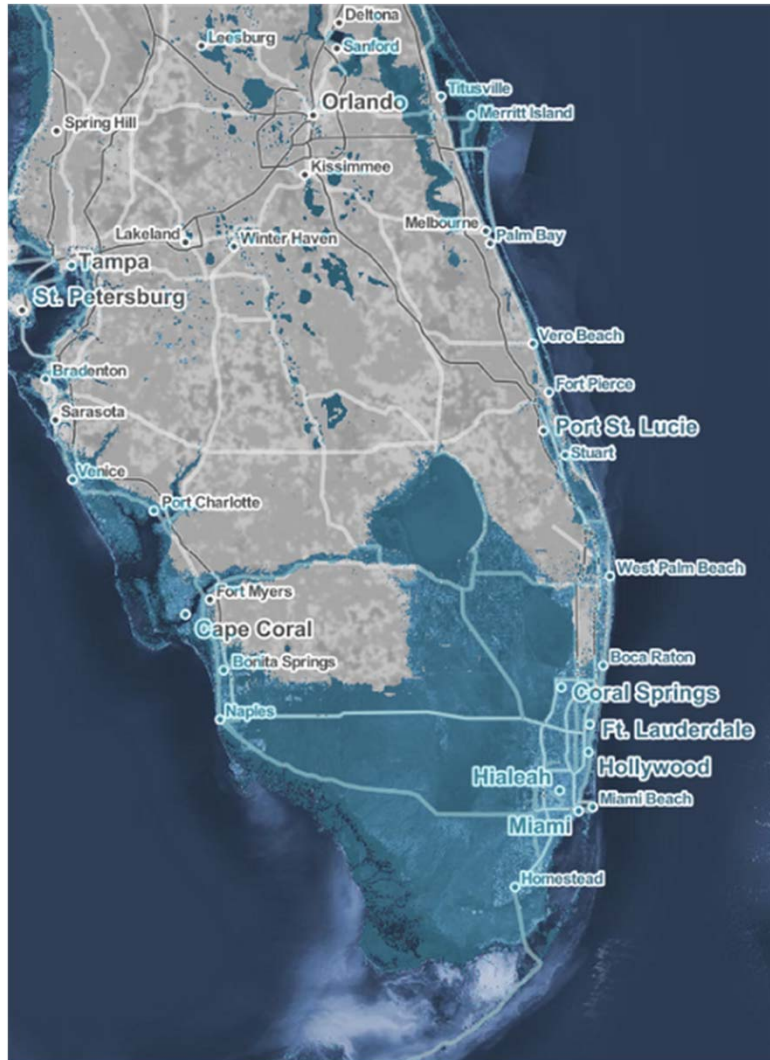 Deltona
Leesburg
Sanford
Titusville
Orlando
Merritt Island
Spring Hill
Kissimmee
Melbourne
Lakeland
Winter Haven
Palm Bay
Tampa
St. Petersburg
Vero Beach
Bradenton
Fort Pierce
Sarasota
Port St. Lucie
Stuart
Venice
Port Charlotte
West Palm Beach
Fort Myers
Cape Coral
Boca Raton
Bonita Springs
Coral Springs
Naples
Ft. Lauderdale
Hollywood
Hialeah
Miami Beach
Miami
Homestead